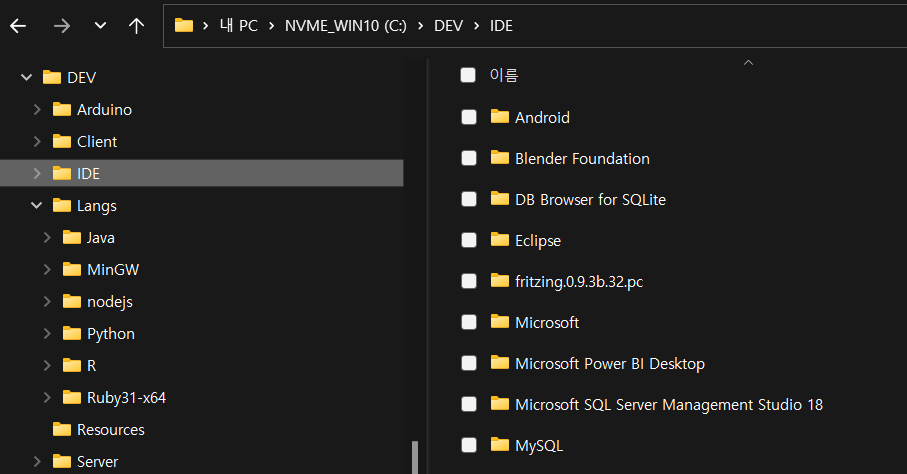 내 PC > NVME_WIN10 (C:) > DEV > IDE
DEV
Arduino
Client
IDE
Langs
Java
MinGW
nodejs
Python
R
Ruby31-x64
Resources
Server
이름
Android
Blender Foundation
DB Browser for SQLite
Eclipse
fritzing.0.9.3b.32.pc
Microsoft
Microsoft Power BI Desktop
Microsoft SQL Server Management Studio 18
MySQL